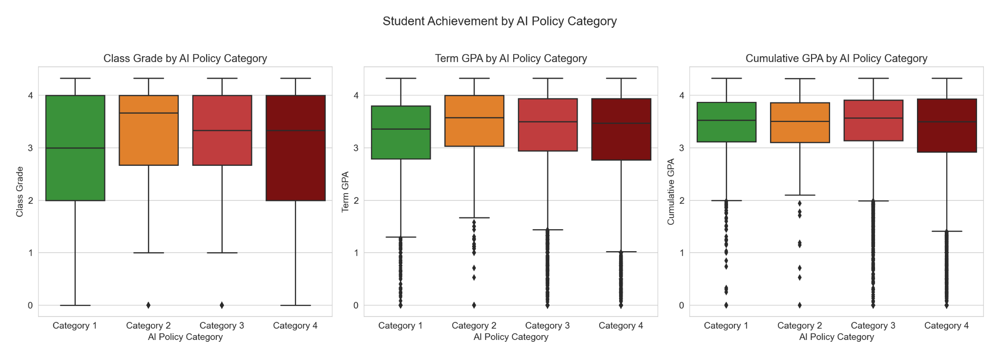 Student Achievement by AI Policy Category
Class Grade by AI Policy Category
Class Grade
4
3
2
1
0
Category 1 Category 2 Category 3 Category 4
AI Policy Category
Term GPA by AI Policy Category
Term GPA
4
3
2
1
0
Category 1 Category 2 Category 3 Category 4
AI Policy Category
Cumulative GPA by AI Policy Category
Cumulative GPA
4
3
2
1
0
Category 1 Category 2 Category 3 Category 4
AI Policy Category